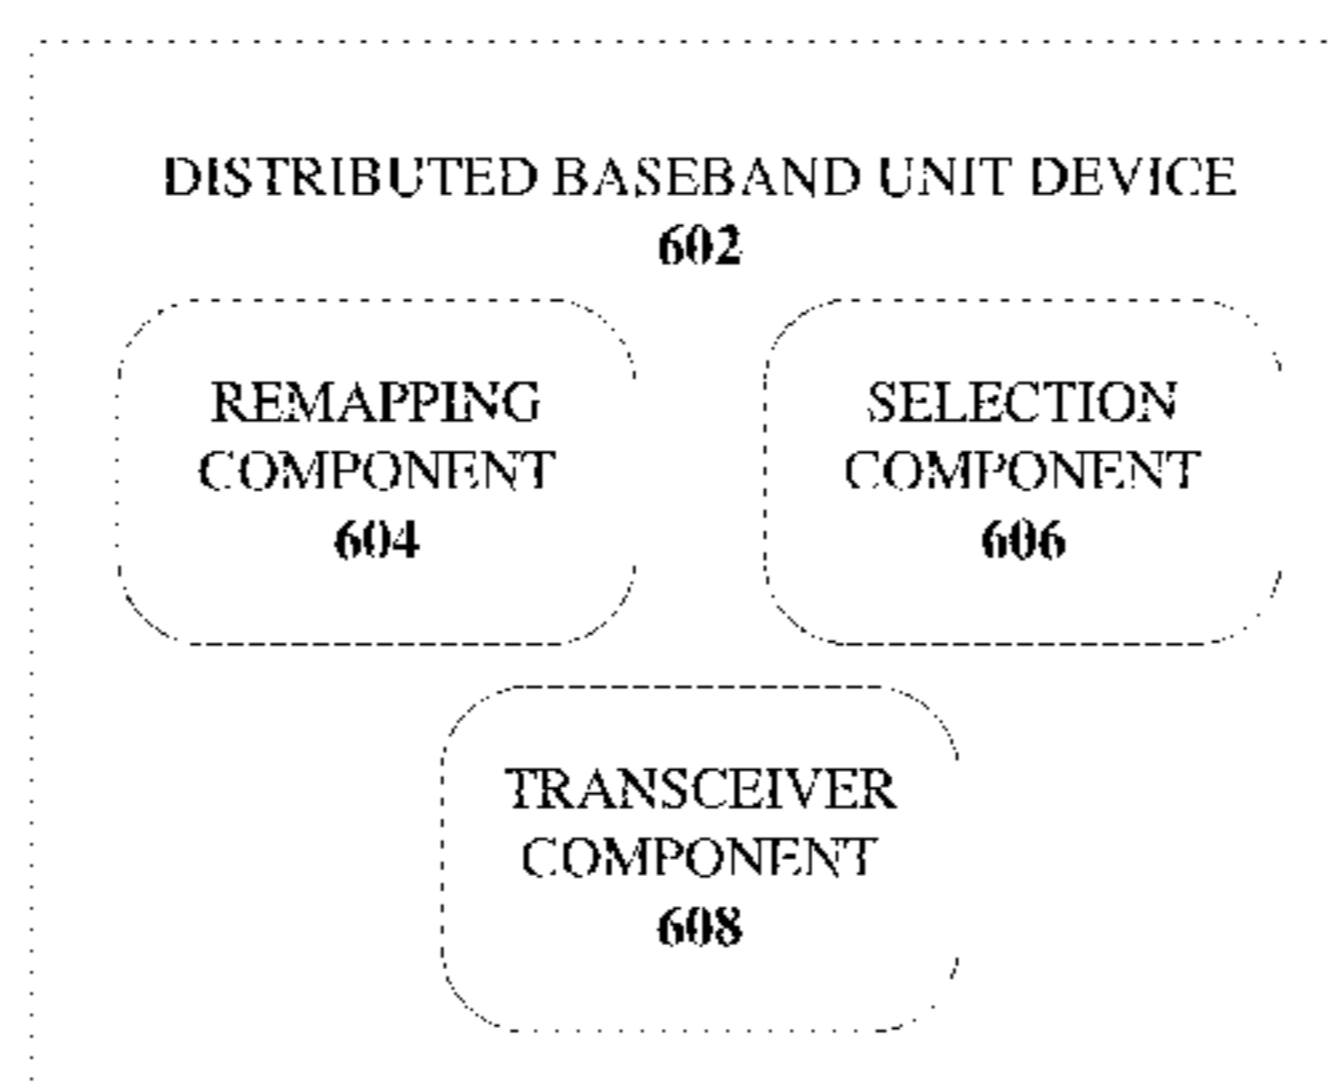 DISTRIBUTED BASEBAND UNIT DEVICE
602
REMAPPING
COMPONENT
604
SELECTION
COMPONENT
606
TRANSCEIVER
COMPONENT
608